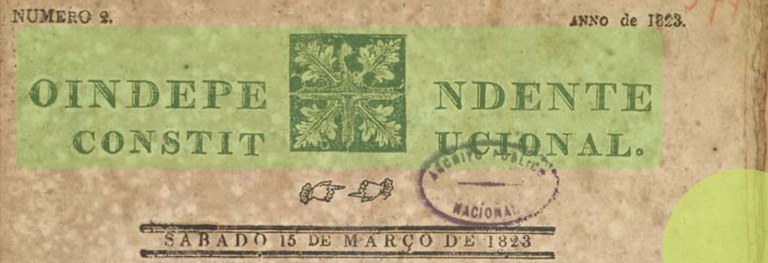 NUMERO 2. ANNO de 1823.
OINDEPE NDENTE
CONSTIT UCIONAL.
ARCHIVO PUBLICO
NACIONAL
SABADO 15 DE MARÇO DE 1823